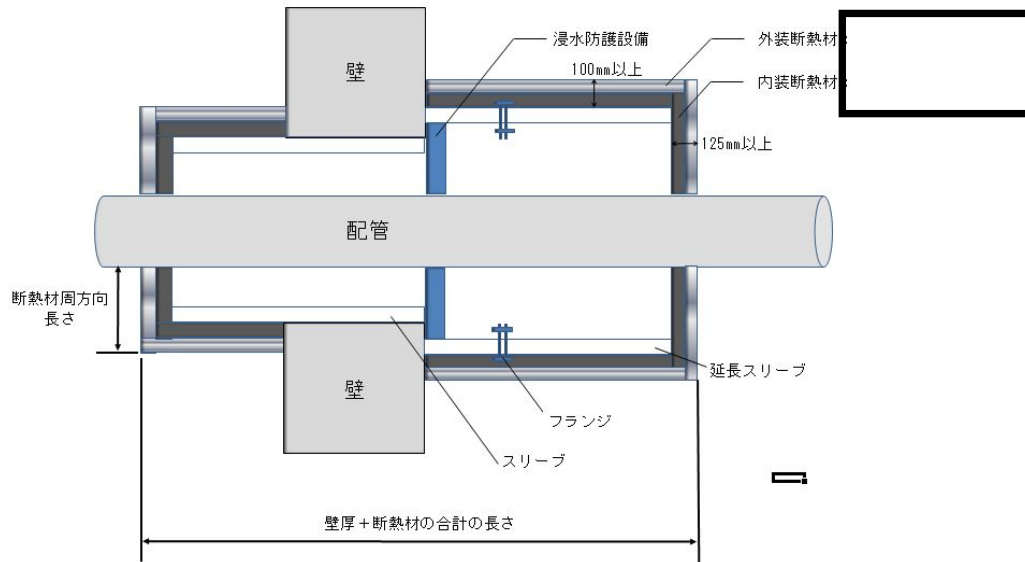 壁
浸水防護設備
外装断熱材:
100mm以上
内装断熱材:
125mm以上
配管
断熱材周方向
長さ
延長スリーブ
壁
フランジ
スリーブ
壁厚+断熱材の合計の長さ